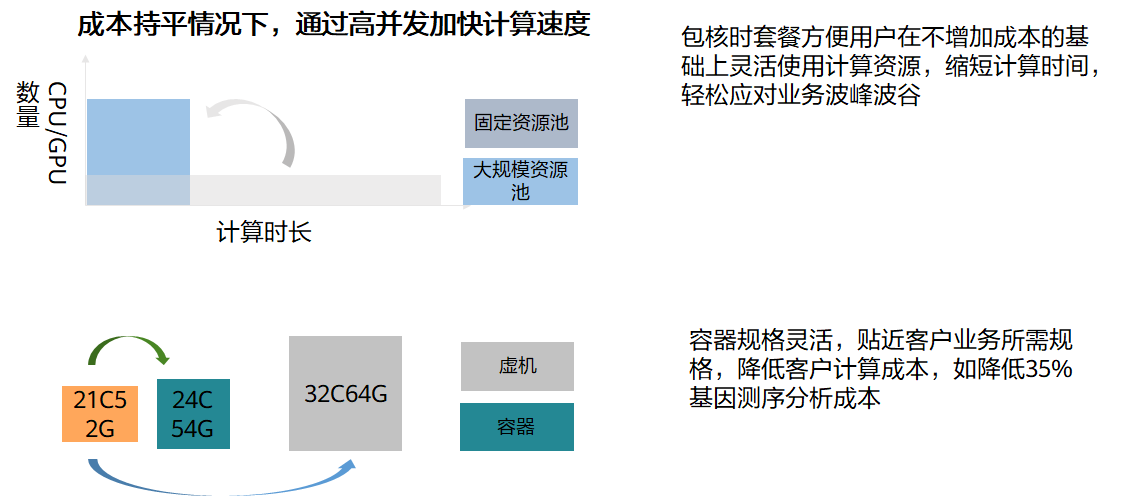 成本持平情况下，通过高并发加快计算速度
CPU/GPU
数量
固定资源池
大规模资源
池
计算时长
包核时套餐方便用户在不增加成本的基
础上灵活使用计算资源，缩短计算时间，
轻松应对业务波峰波谷
21C5
2G
24C
54G
32C64G
虚机
容器
容器规格灵活，贴近客户业务所需规
格，降低客户计算成本，如降低35%
基因测序分析成本